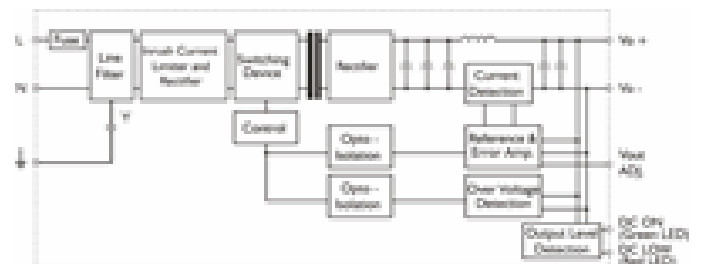 L
Fuse
Line
Filter
Inrush Current
Limiter and
Rectifier
Switching
Device
Rectifier
Vo +
N
Current
Detection
Vo -
Y
Control
Opto -
Isolation
Reference &
Error Amp.
Vout
ADJ.
Opto -
Isolation
Over Voltage
Detection
Output Level
Detection
DC ON
(Green LED)
DC LOW
(Red LED)